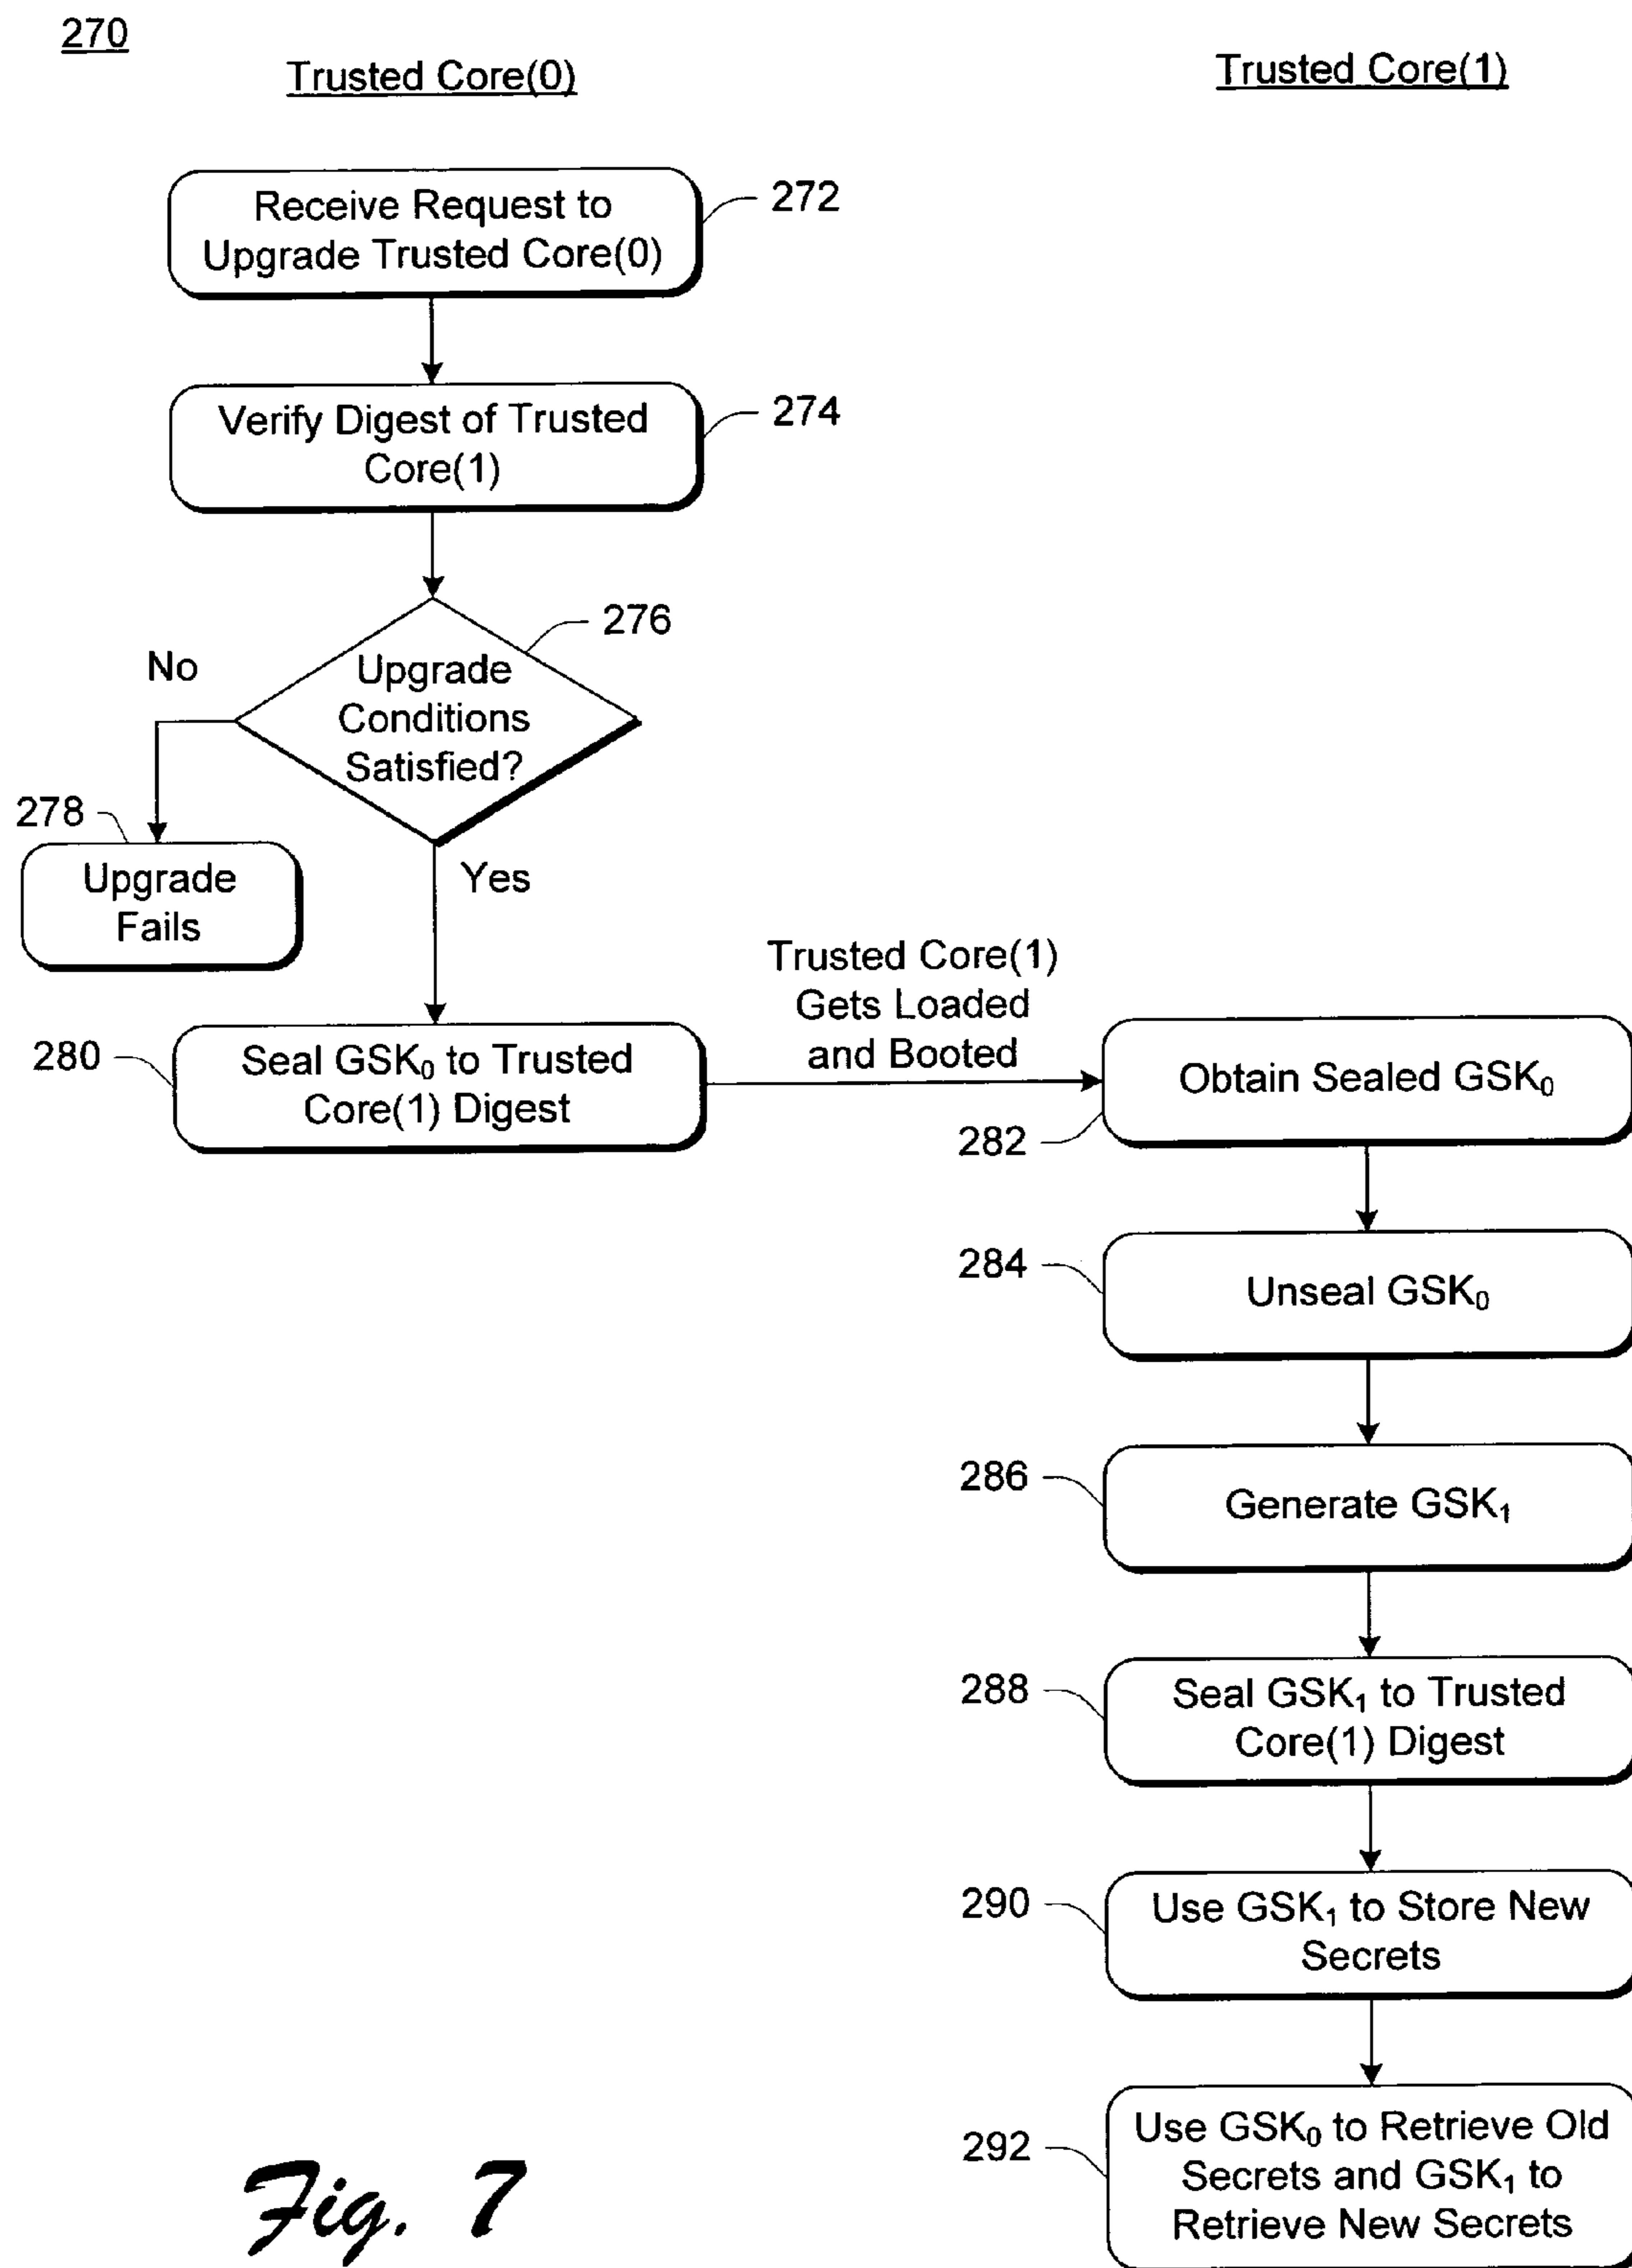 270
Trusted Core(0)
Trusted Core(1)
Receive Request to
Upgrade Trusted Core(0)
272
Verify Digest of Trusted
Core(1)
274
276
No
Upgrade
Conditions
Satisfied?
278
Upgrade
Fails
Yes
Trusted Core(1)
Gets Loaded
and Booted
280
Seal GSK₀ to Trusted
Core(1) Digest
Obtain Sealed GSK₀
282
284
Unseal GSK₀
286
Generate GSK₁
288
Seal GSK₁ to Trusted
Core(1) Digest
290
Use GSK₁ to Store New
Secrets
292
Use GSK₀ to Retrieve Old
Secrets and GSK₁ to
Retrieve New Secrets
Fig. 7